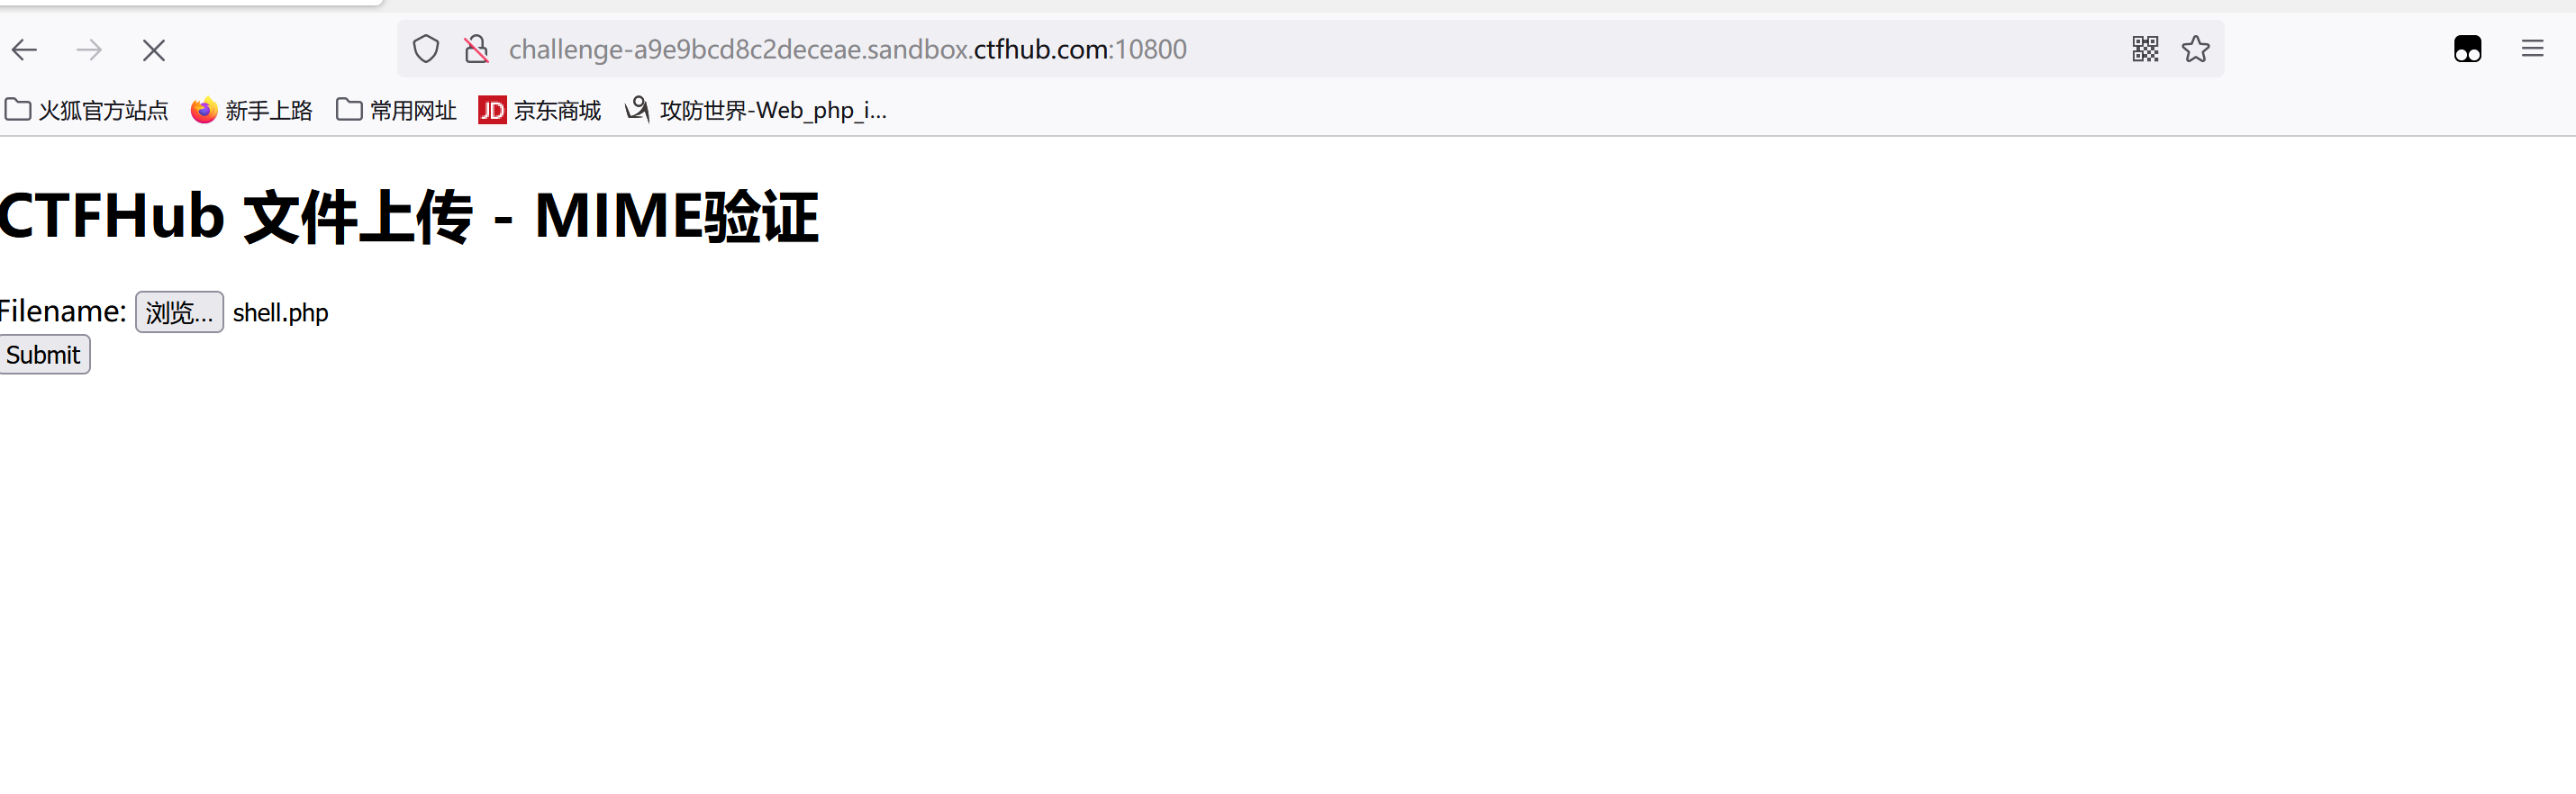 challenge-a9e9bcd8c2deceae.sandbox.ctfhub.com:10800
火狐官方站点 新手上路 常用网址 JD 京东商城 攻防世界-Web_php_i...
CTFHub 文件上传 - MIME验证
Filename: 浏览... shell.php
Submit